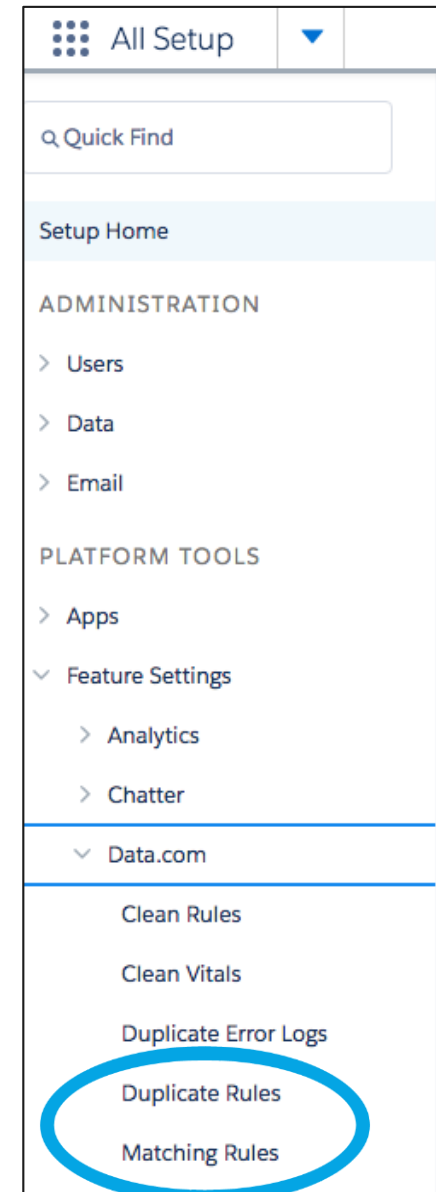 All Setup
Quick Find
Setup Home
ADMINISTRATION
Users
Data
Email
PLATFORM TOOLS
Apps
Feature Settings
Analytics
Chatter
Data.com
Clean Rules
Clean Vitals
Duplicate Error Logs
Duplicate Rules
Matching Rules